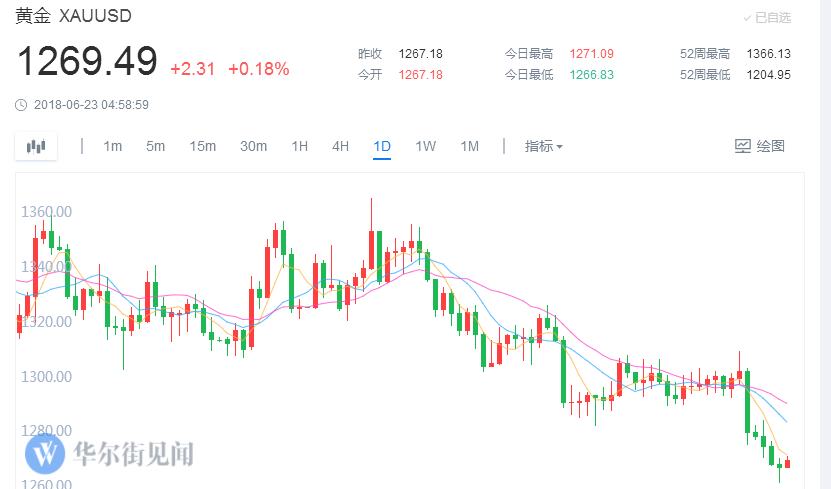 黄金 XAUUSD
已自选
1269.49 +2.31 +0.18%
昨收 1267.18 今日最高 1271.09 52周最高 1366.13
今开 1267.18 今日最低 1266.83 52周最低 1204.95
2018-06-23 04:58:59
1m 5m 15m 30m 1H 4H 1D 1W 1M 指标 绘图
1360.00
1340.00
1320.00
1300.00
1280.00
华尔街见闻
1260.00